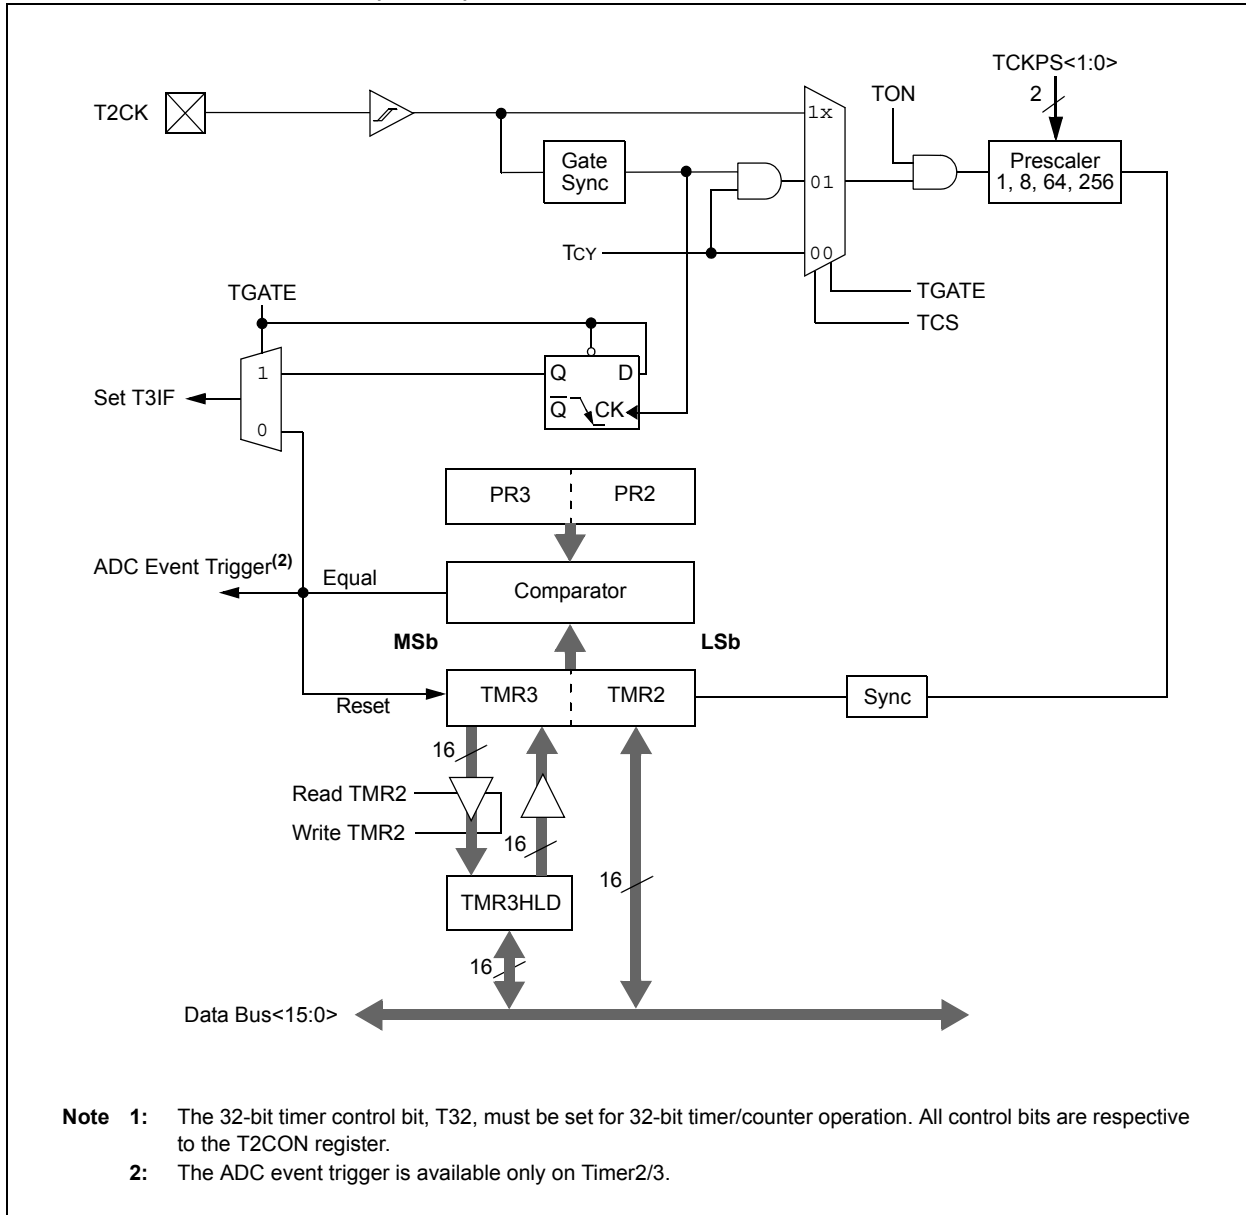 TCKPS<1:0>
2
TON
T2CK
1x
Gate
Sync
Prescaler
1, 8, 64, 256
01
TCY
00
TGATE
TGATE
TCS
1
Q D
Set T3IF
Q CK
0
PR3 PR2
ADC Event Trigger(2)
Equal
Comparator
MSb LSb
TMR3 TMR2
Sync
Reset
16
Read TMR2
Write TMR2
16
16
TMR3HLD
16
Data Bus<15:0>
Note 1: The 32-bit timer control bit, T32, must be set for 32-bit timer/counter operation. All control bits are respective
to the T2CON register.
2: The ADC event trigger is available only on Timer2/3.